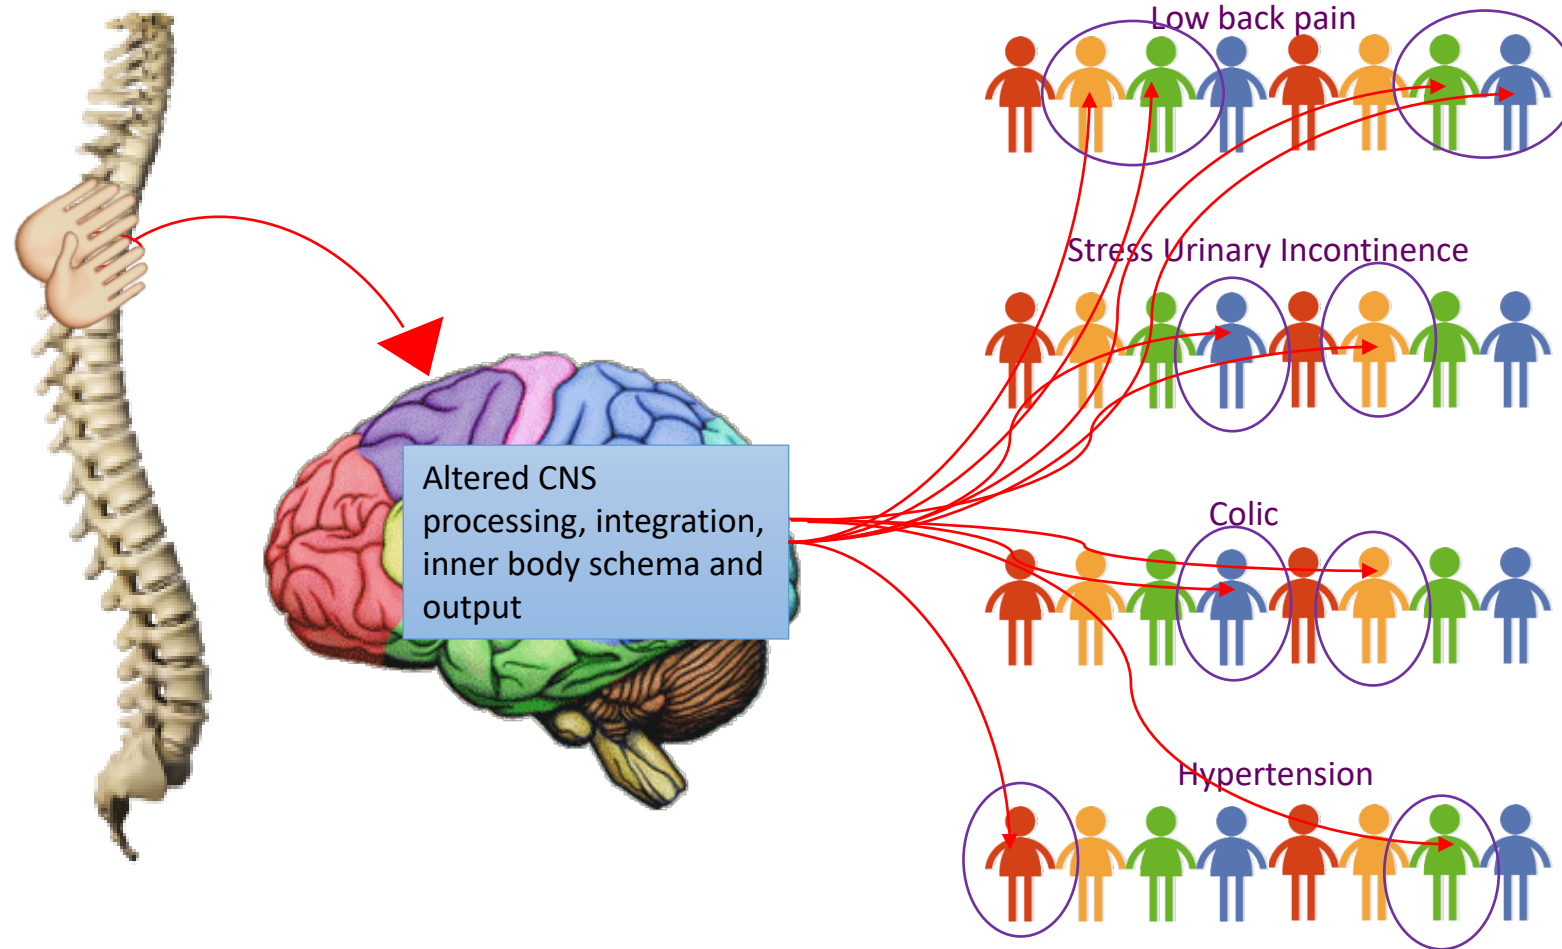 Low back pain
Stress Urinary Incontinence
Altered CNS
processing, integration,
inner body schema and
output
Colic
Hypertension